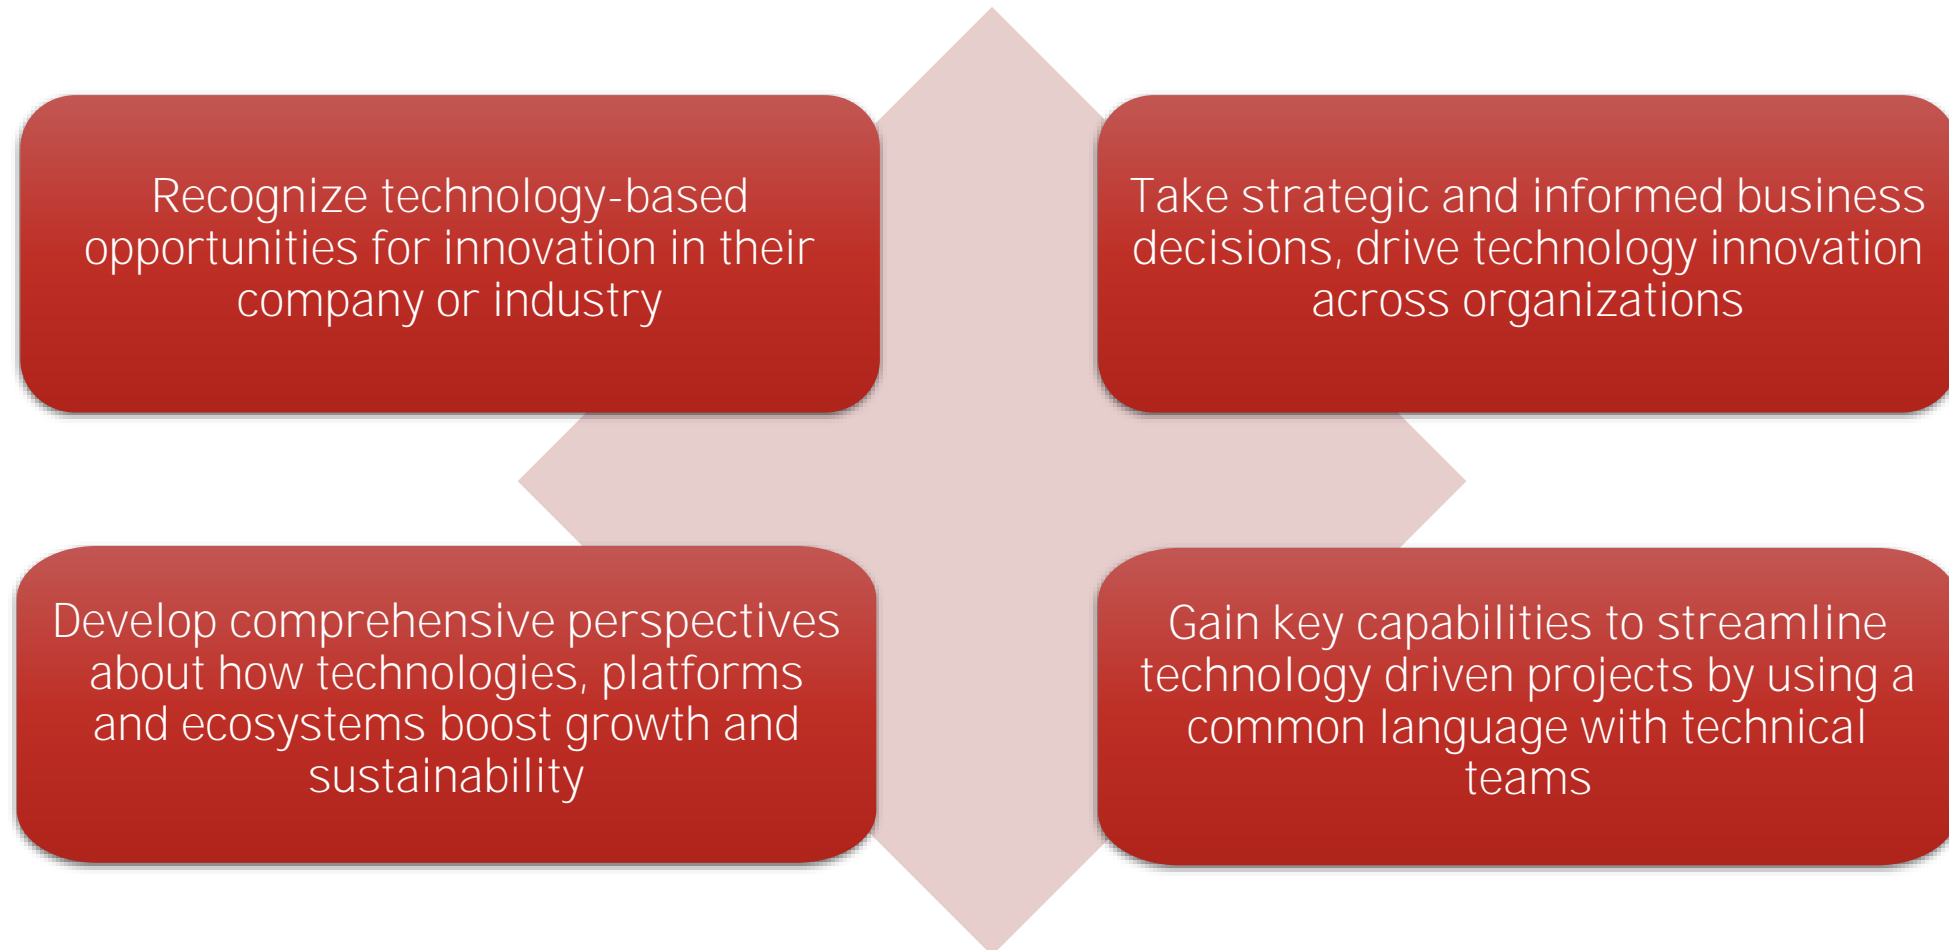 Recognize technology-based
opportunities for innovation in their
company or industry
Take strategic and informed business
decisions, drive technology innovation
across organizations
Develop comprehensive perspectives
about how technologies, platforms
and ecosystems boost growth and
sustainability
Gain key capabilities to streamline
technology driven projects by using a
common language with technical
teams